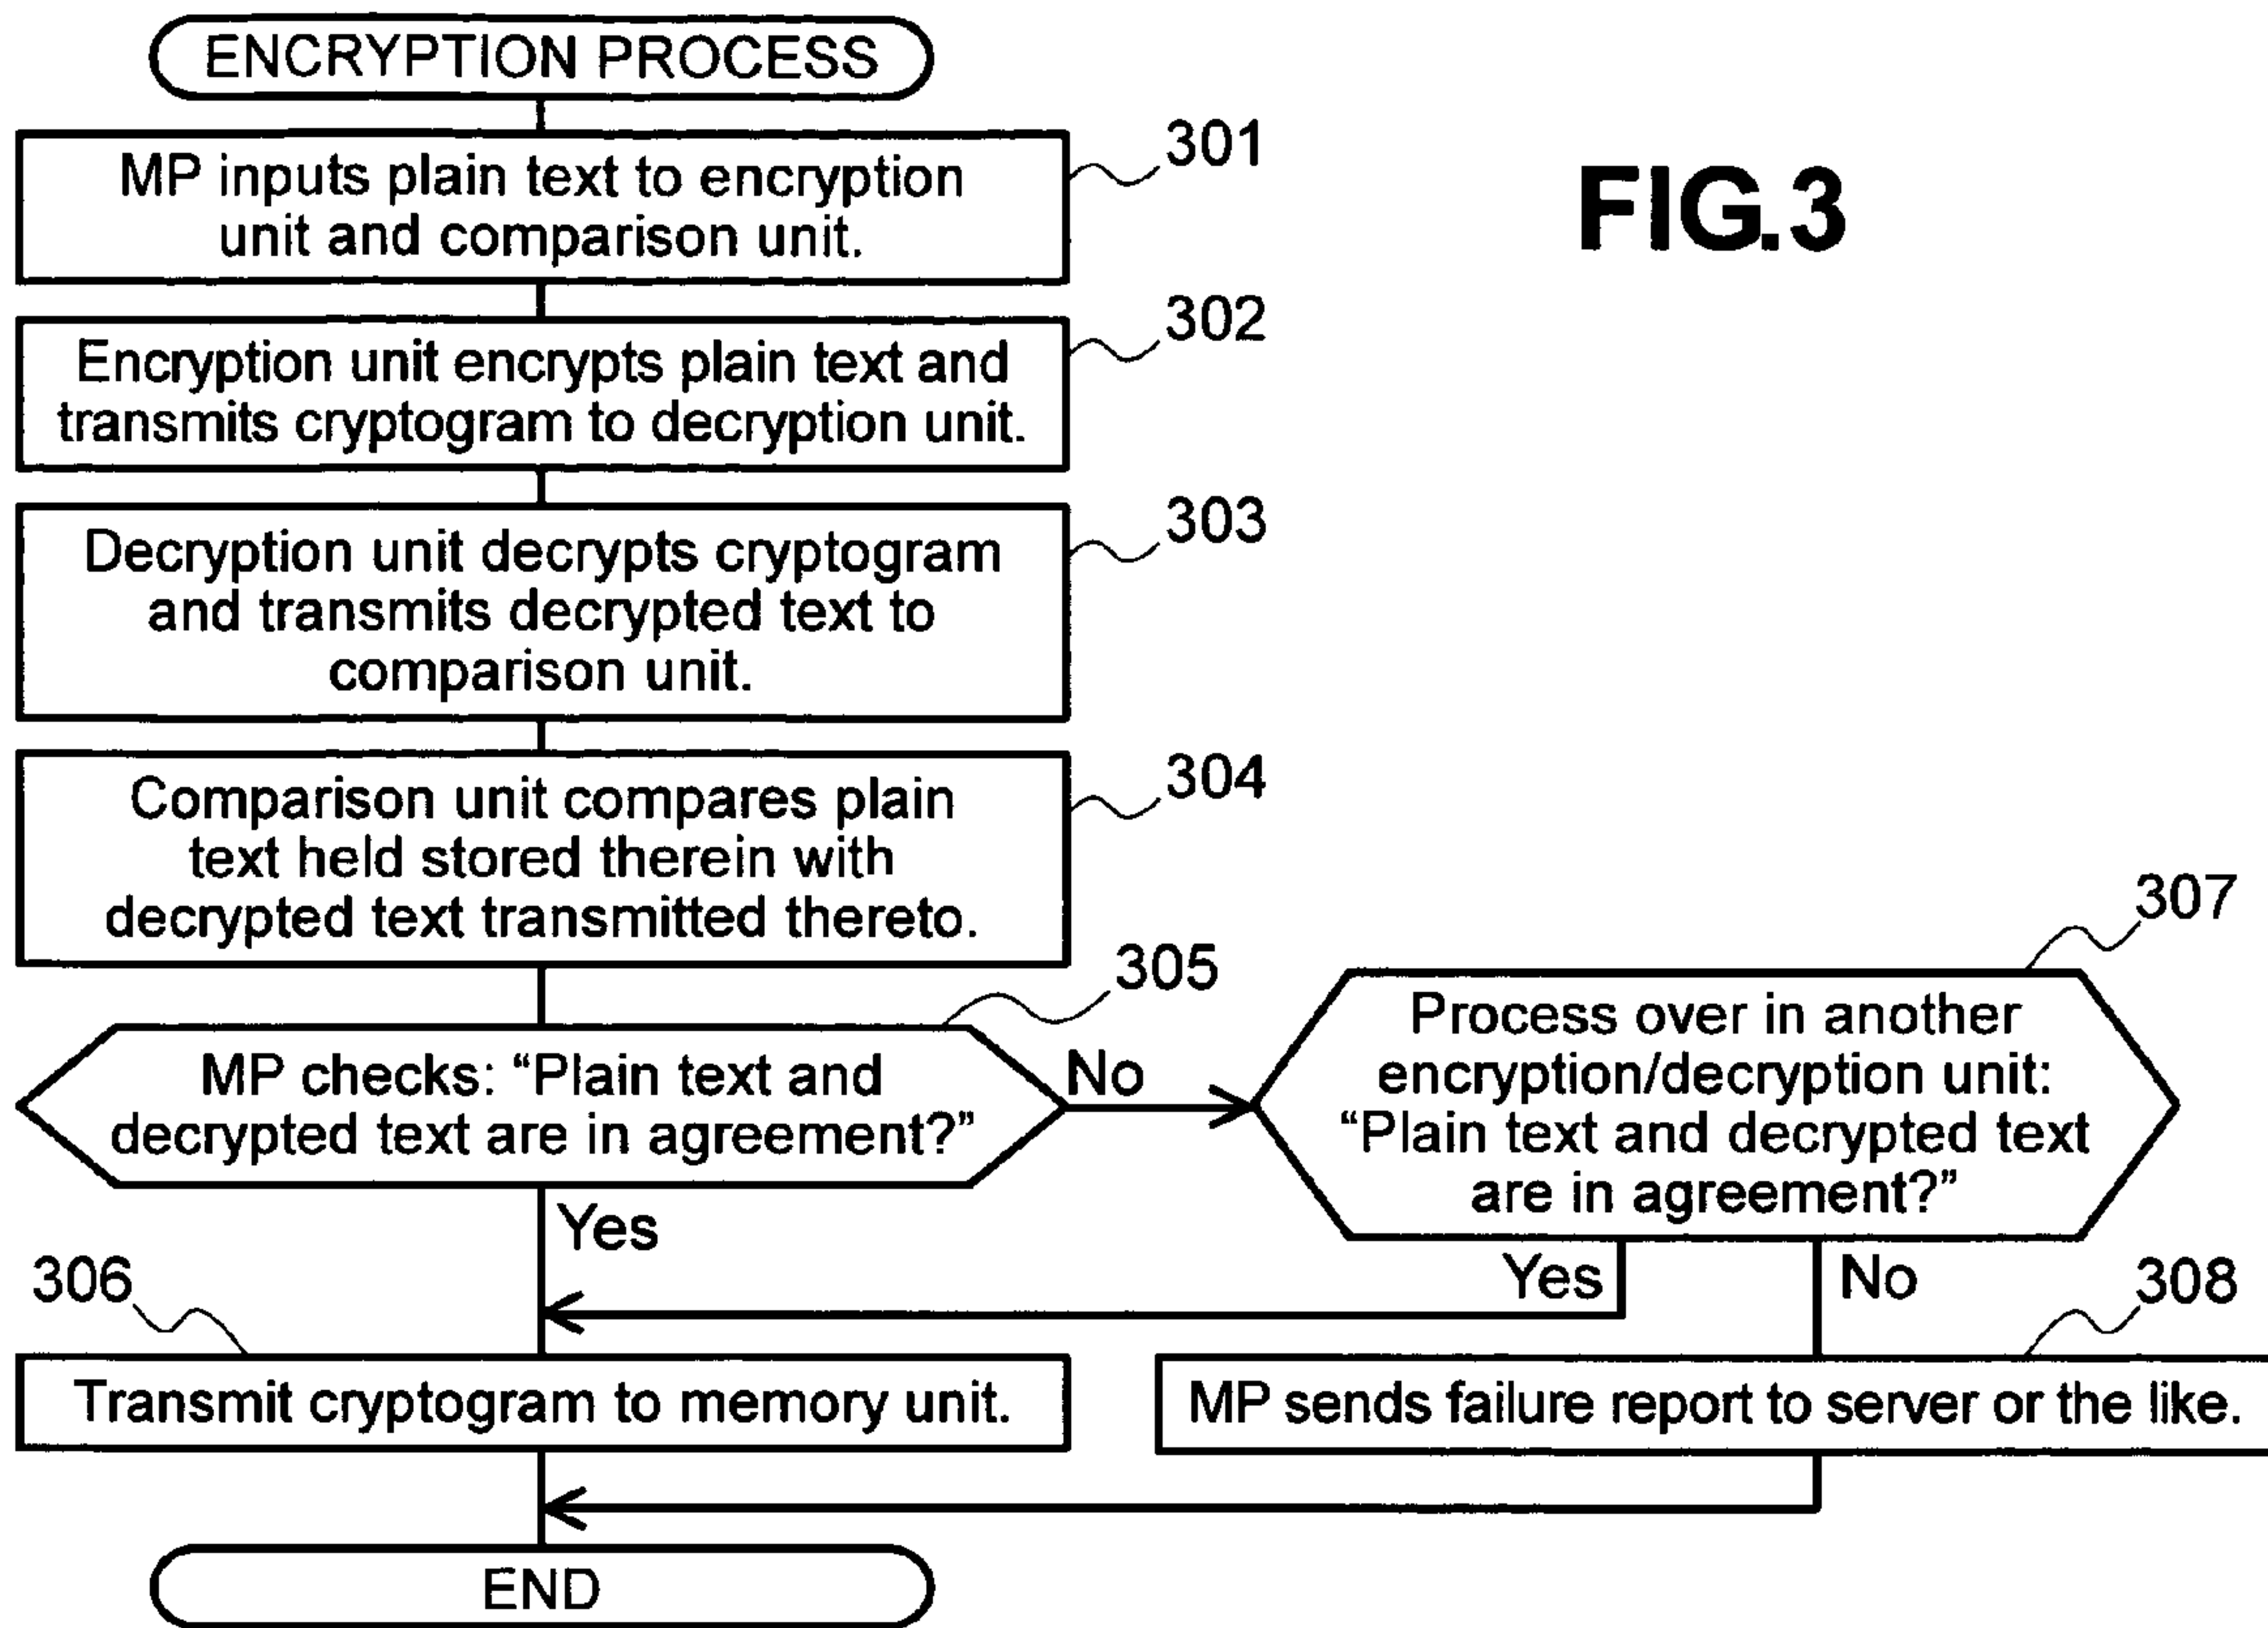 ENCRYPTION PROCESS
301
MP inputs plain text to encryption
unit and comparison unit.
FIG.3
302
Encryption unit encrypts plain text and
transmits cryptogram to decryption unit.
303
Decryption unit decrypts cryptogram
and transmits decrypted text to
comparison unit.
304
Comparison unit compares plain
text held stored therein with
decrypted text transmitted thereto.
305
MP checks: “Plain text and
decrypted text are in agreement?”
No
307
Process over in another
encryption/decryption unit:
“Plain text and decrypted text
are in agreement?”
Yes
Yes
No
306
Transmit cryptogram to memory unit.
308
MP sends failure report to server or the like.
END